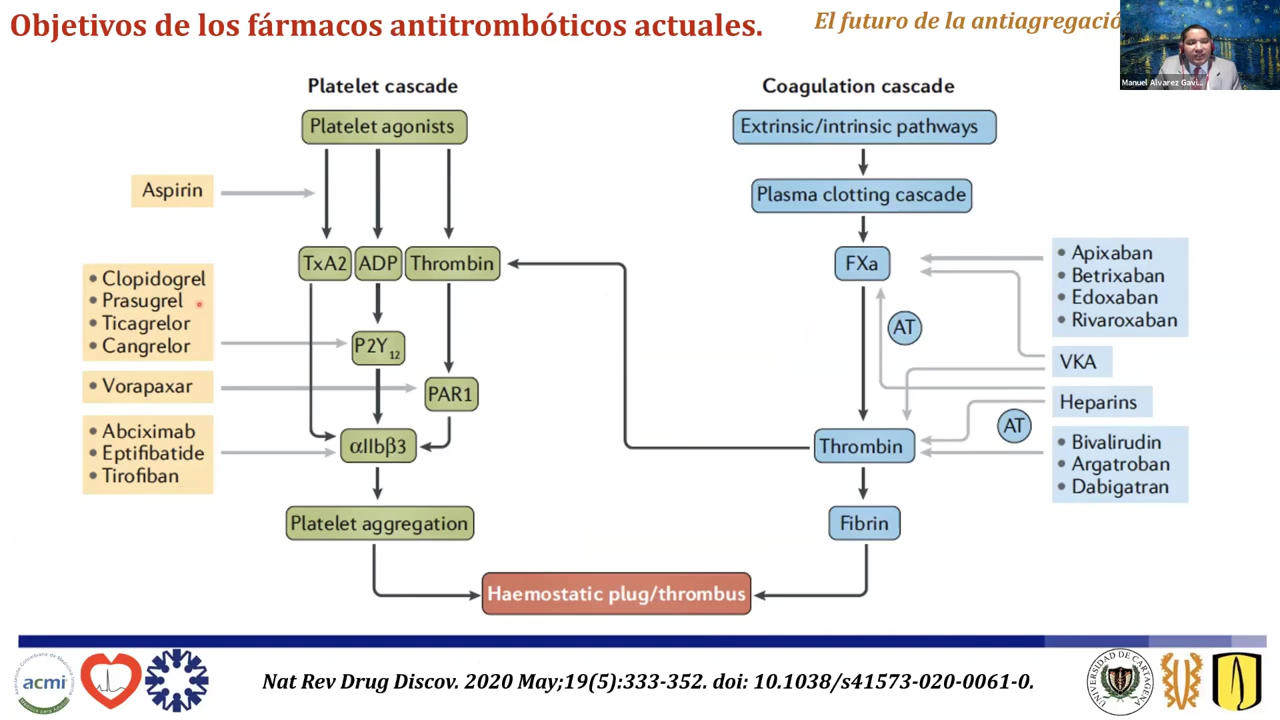 Objetivos de los fármacos antitrombóticos actuales.
El futuro de la antiagregació
Manuel Alvarez Gavi...
Platelet cascade
Coagulation cascade
Platelet agonists
Extrinsic/intrinsic pathways
Aspirin
Plasma clotting cascade
TxA2
ADP
Thrombin
FXa
• Clopidogrel
• Prasugrel
• Ticagrelor
• Cangrelor
• Apixaban
• Betrixaban
• Edoxaban
• Rivaroxaban
AT
P2Y12
VKA
• Vorapaxar
PAR1
Heparins
AT
• Abciximab
• Eptifibatide
• Tirofiban
αIIbβ3
Thrombin
• Bivalirudin
• Argatroban
• Dabigatran
Platelet aggregation
Fibrin
Haemostatic plug/thrombus
acmi
Nat Rev Drug Discov. 2020 May;19(5):333-352. doi: 10.1038/s41573-020-0061-0.
UNIVERSIDAD DE CARTAGENA